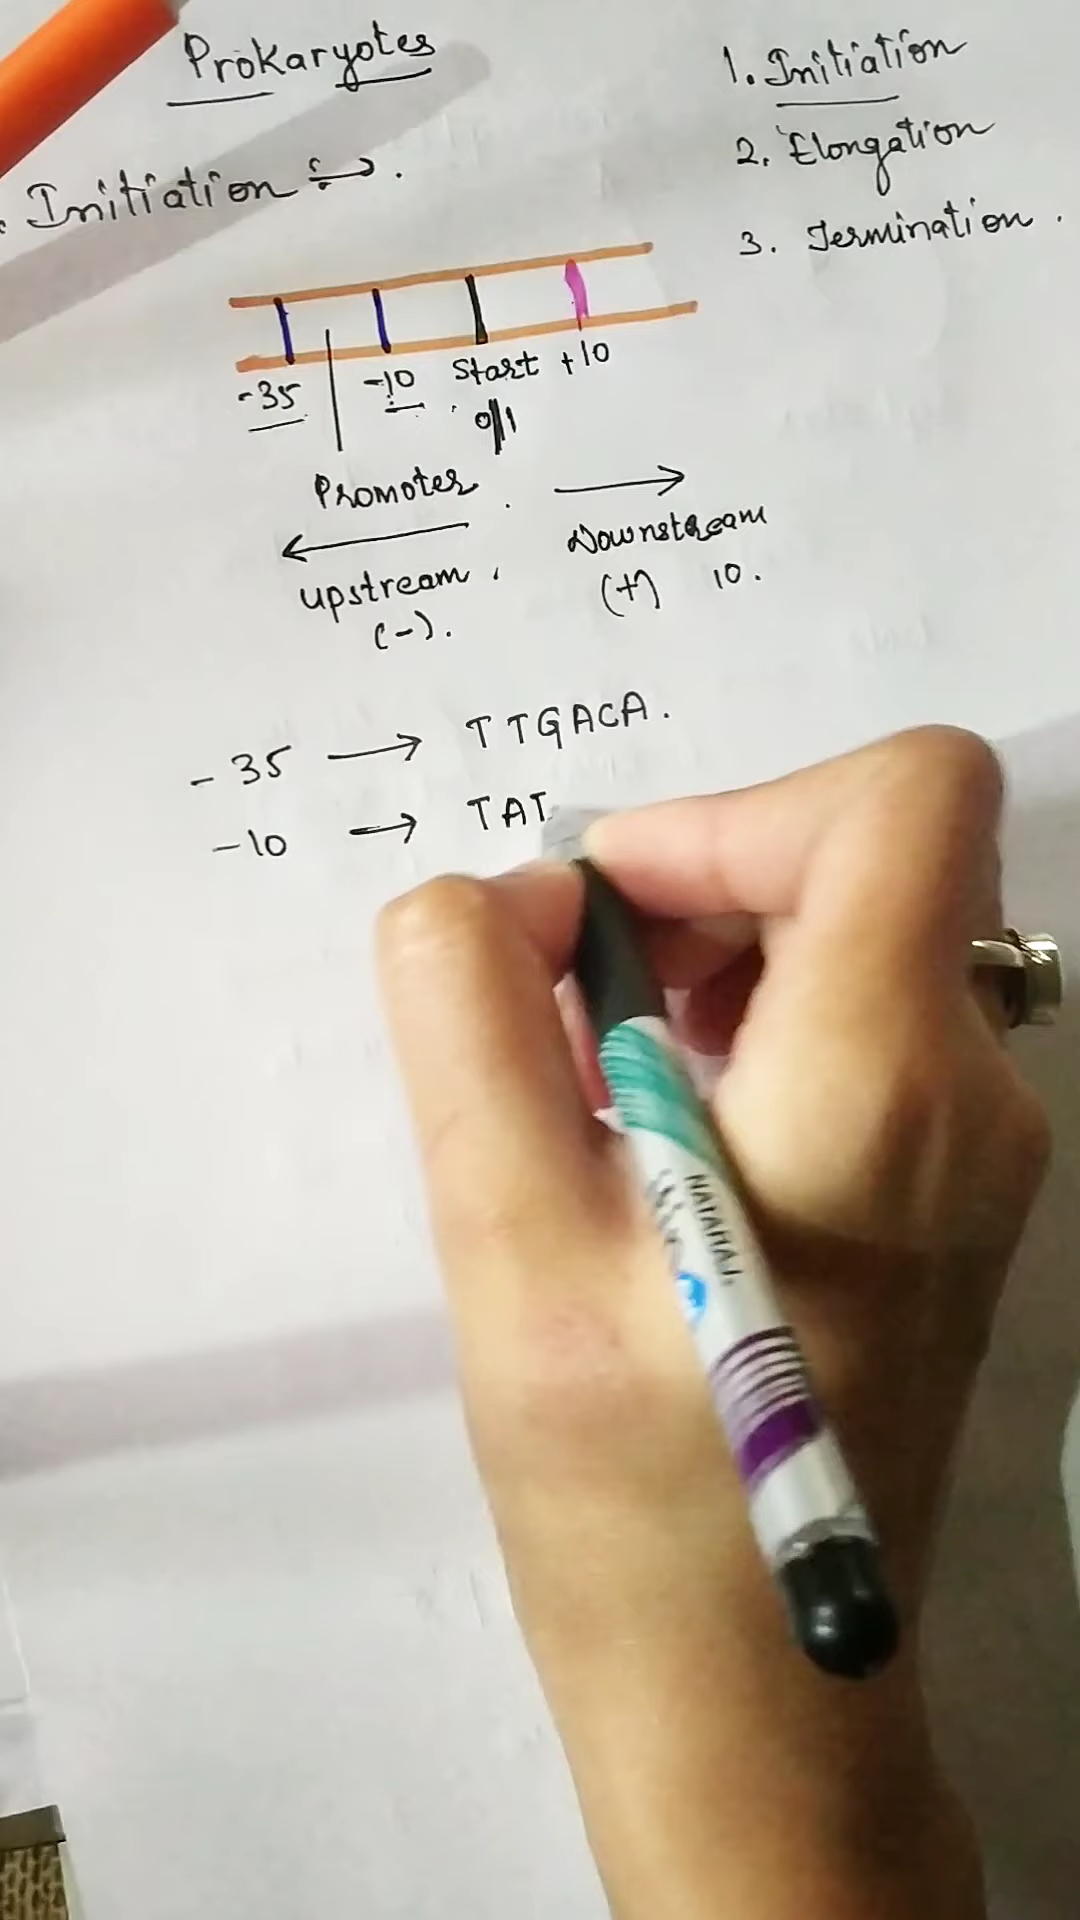 Prokaryotes
1. Initiation
2. Elongation
3. Termination.
Initiation :→.
-35 -10 Start +10
0/1
Promoter
Upstream
(-).
Downstream
(+) 10.
-35 → TTGACA.
-10 → TAT
NATARAJ